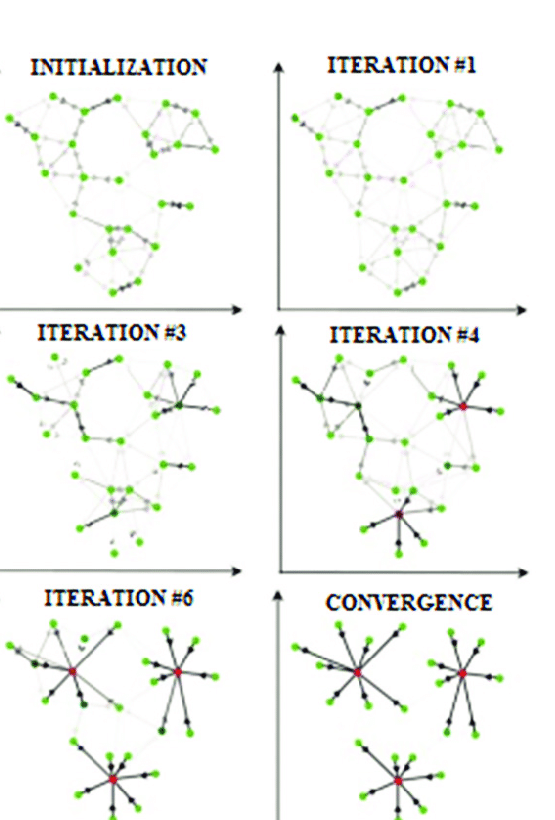 INITIALIZATION
ITERATION #1
ITERATION #3
ITERATION #4
ITERATION #6
CONVERGENCE